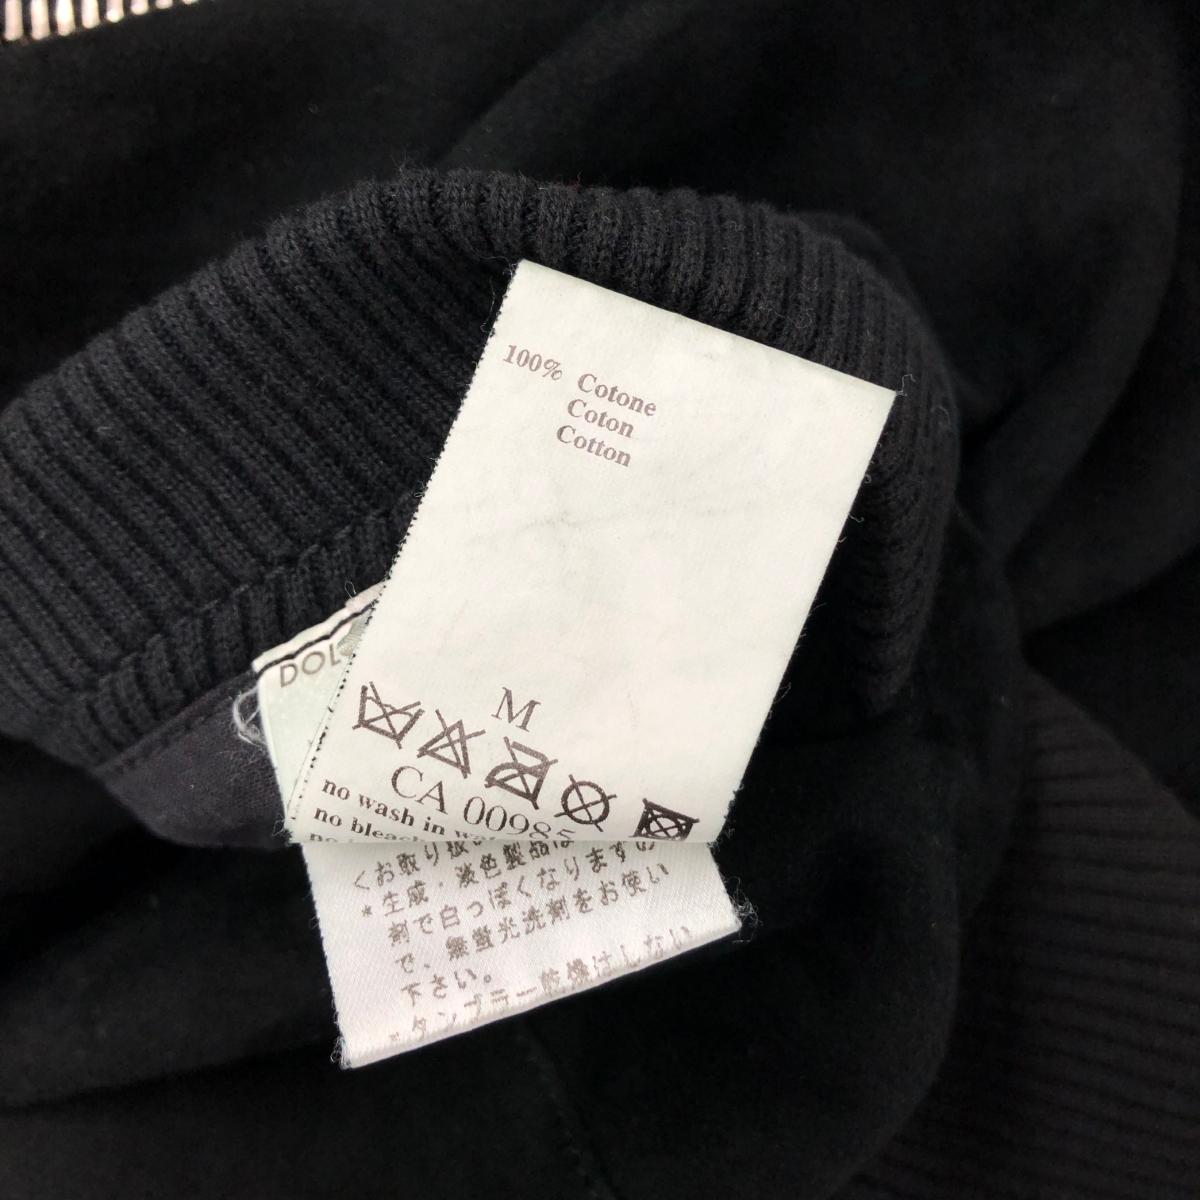 100% Cotone
Coton
Cotton
DOL
M
CA 00985
no wash in
no bleach
くお取り扱
*生成・淡色製品は
剤で白っぽくなりますの
で、無蛍光洗剤をお使い
下さい。
*タンブラー乾燥はしない